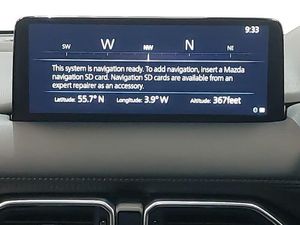 9:33
SW W NW N NE
This system is navigation ready. To add navigation, insert a Mazda
navigation SD card. Navigation SD cards are available from an
expert repairer as an accessory.
Latitude: 55.7° N Longitude: 3.9° W Altitude: 367feet
0